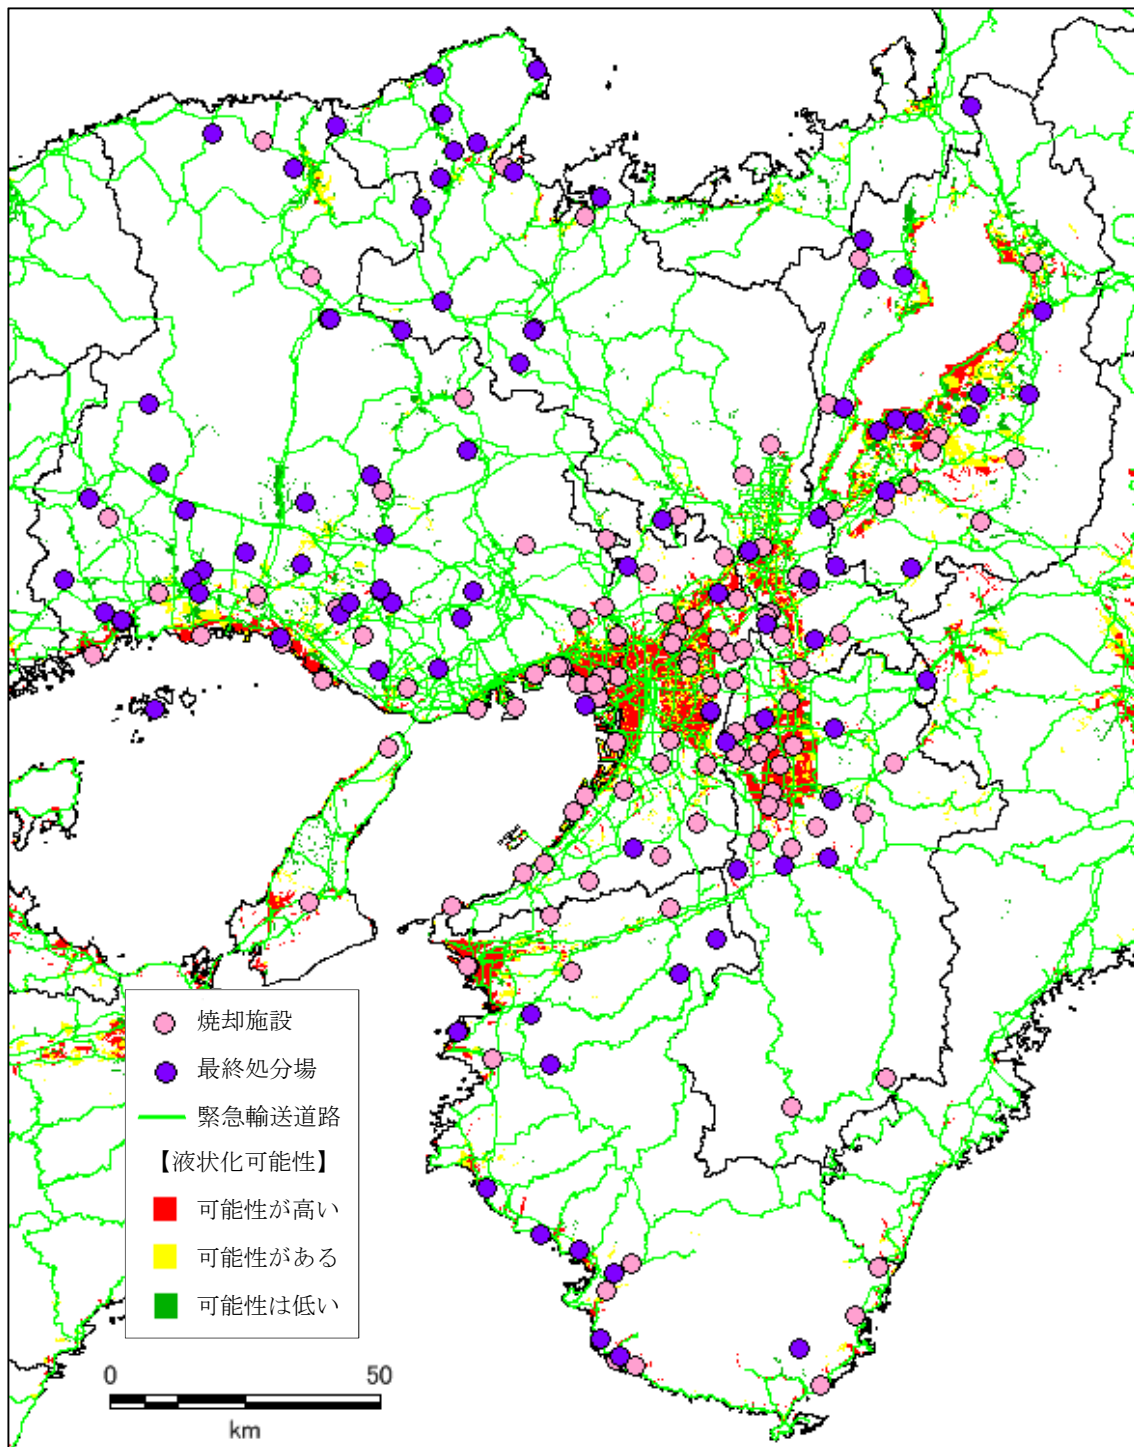 焼却施設
最終処分場
緊急輸送道路
【液状化可能性】
可能性が高い
可能性がある
可能性は低い
0 50
km